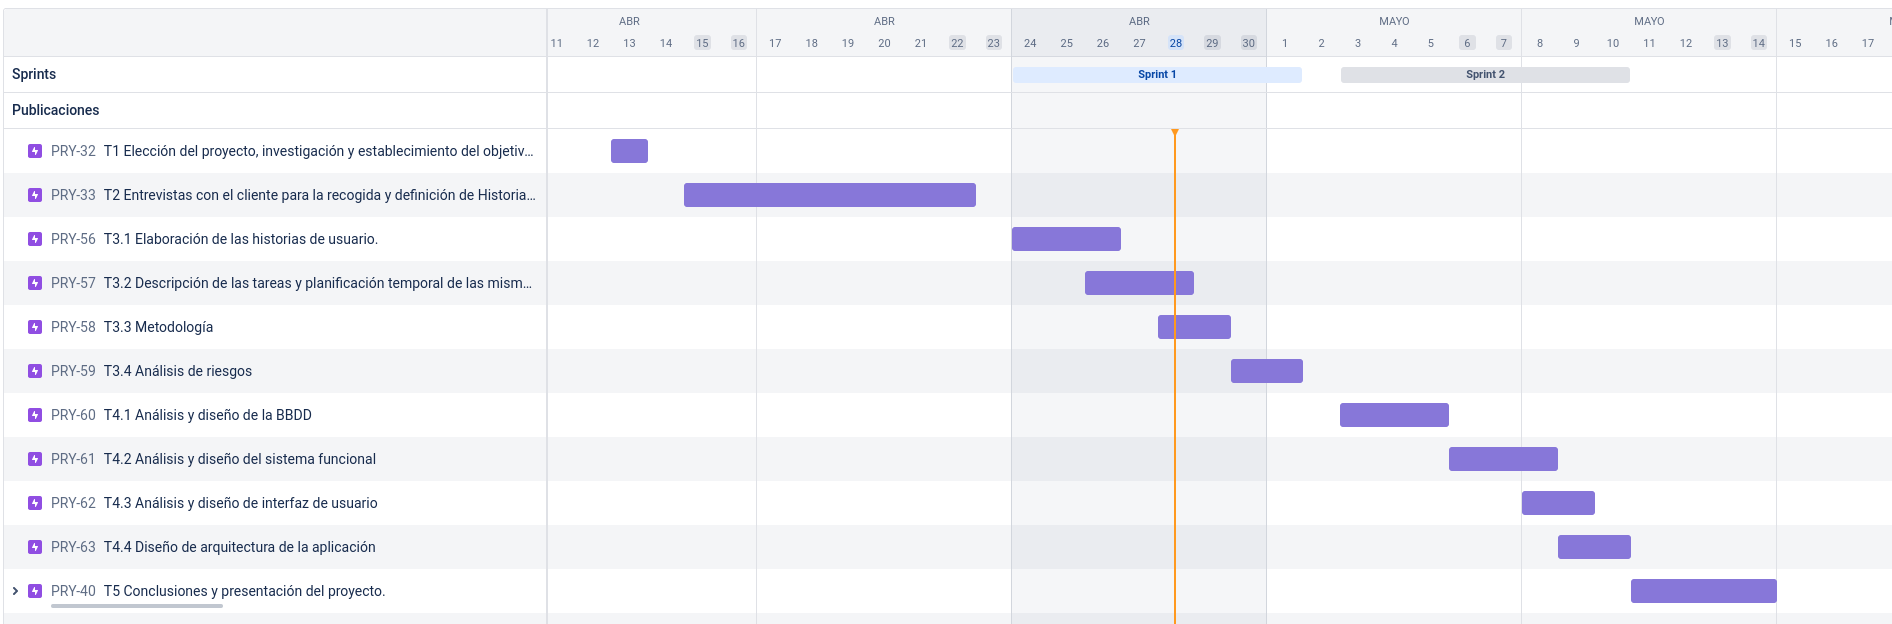 ABR ABR ABR MAYO MAYO
11 12 13 14 15 16 17 18 19 20 21 22 23 24 25 26 27 28 29 30 1 2 3 4 5 6 7 8 9 10 11 12 13 14 15 16 17
Sprints Sprint 1 Sprint 2
Publicaciones
PRY-32 T1 Elección del proyecto, investigación y establecimiento del objetiv...
PRY-33 T2 Entrevistas con el cliente para la recogida y definición de Historia...
PRY-56 T3.1 Elaboración de las historias de usuario.
PRY-57 T3.2 Descripción de las tareas y planificación temporal de las mism...
PRY-58 T3.3 Metodología
PRY-59 T3.4 Análisis de riesgos
PRY-60 T4.1 Análisis y diseño de la BBDD
PRY-61 T4.2 Análisis y diseño del sistema funcional
PRY-62 T4.3 Análisis y diseño de interfaz de usuario
PRY-63 T4.4 Diseño de arquitectura de la aplicación
PRY-40 T5 Conclusiones y presentación del proyecto.